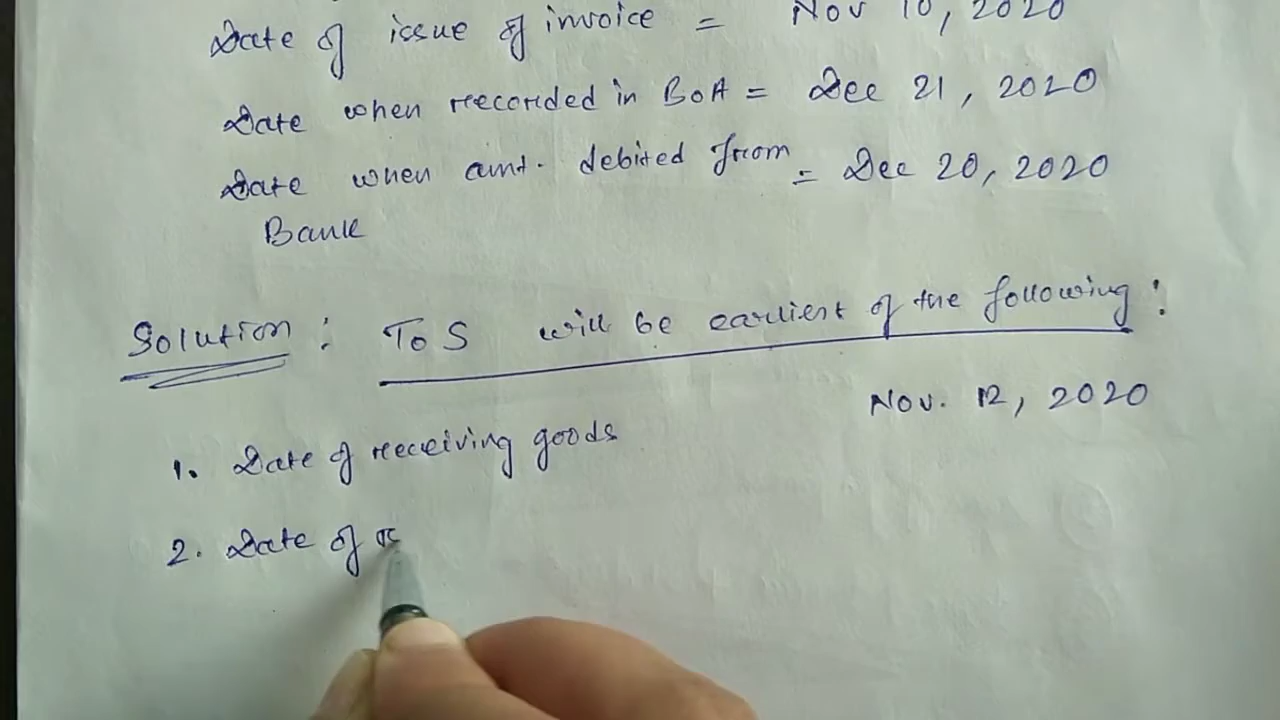 Date of issue of invoice = Nov 10, 2020
Date when recorded in BoA = Dec 21, 2020
Date when amt. debited from = Dec 20, 2020
Bank
Solution : ToS will be earliest of the following :
Nov. 12, 2020
1. Date of receiving goods
2. Date of